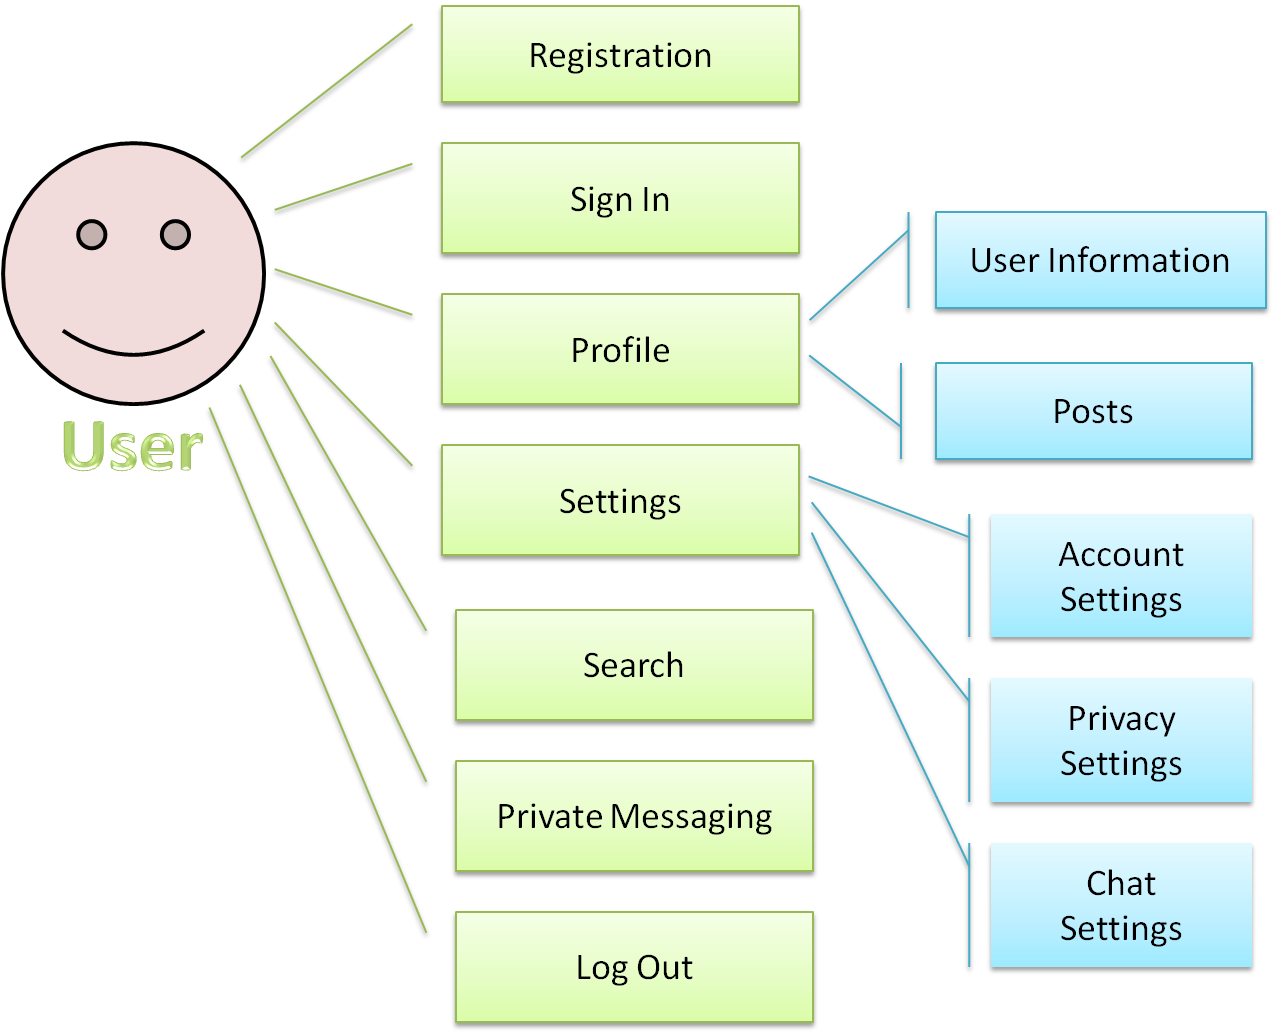 Registration
Sign In
Profile
Settings
Search
Private Messaging
Log Out
User
User Information
Posts
Account
Settings
Privacy
Settings
Chat
Settings